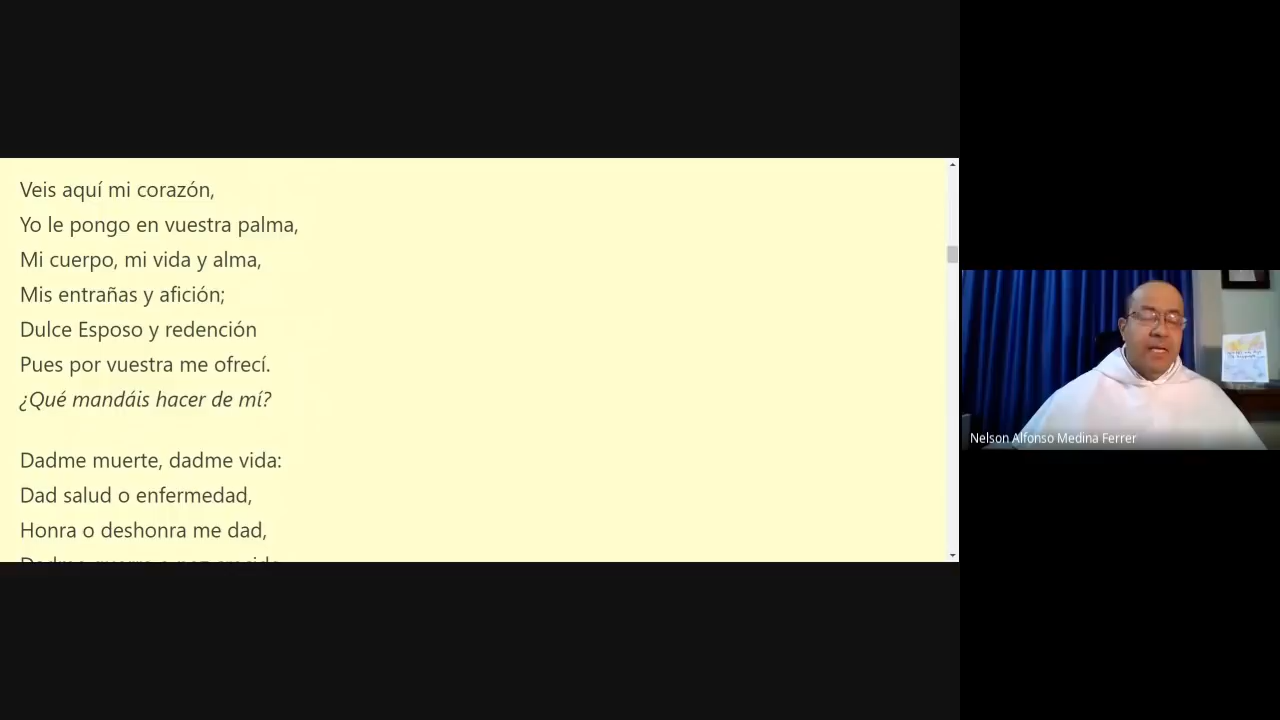 Veis aquí mi corazón,
Yo le pongo en vuestra palma,
Mi cuerpo, mi vida y alma,
Mis entrañas y afición;
Dulce Esposo y redención
Pues por vuestra me ofrecí.
¿Qué mandáis hacer de mí?
Dadme muerte, dadme vida:
Dad salud o enfermedad,
Honra o deshonra me dad,
Nelson Alfonso Medina Ferrer